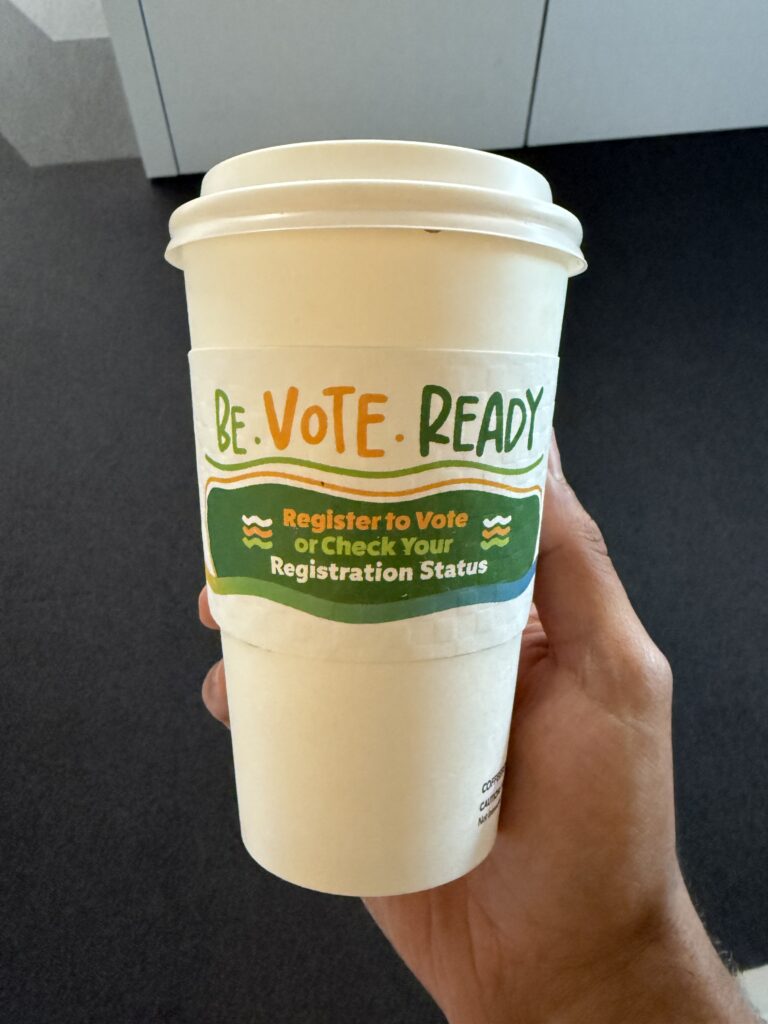 BE.VOTE.READY
Register to Vote
or Check Your
Registration Status